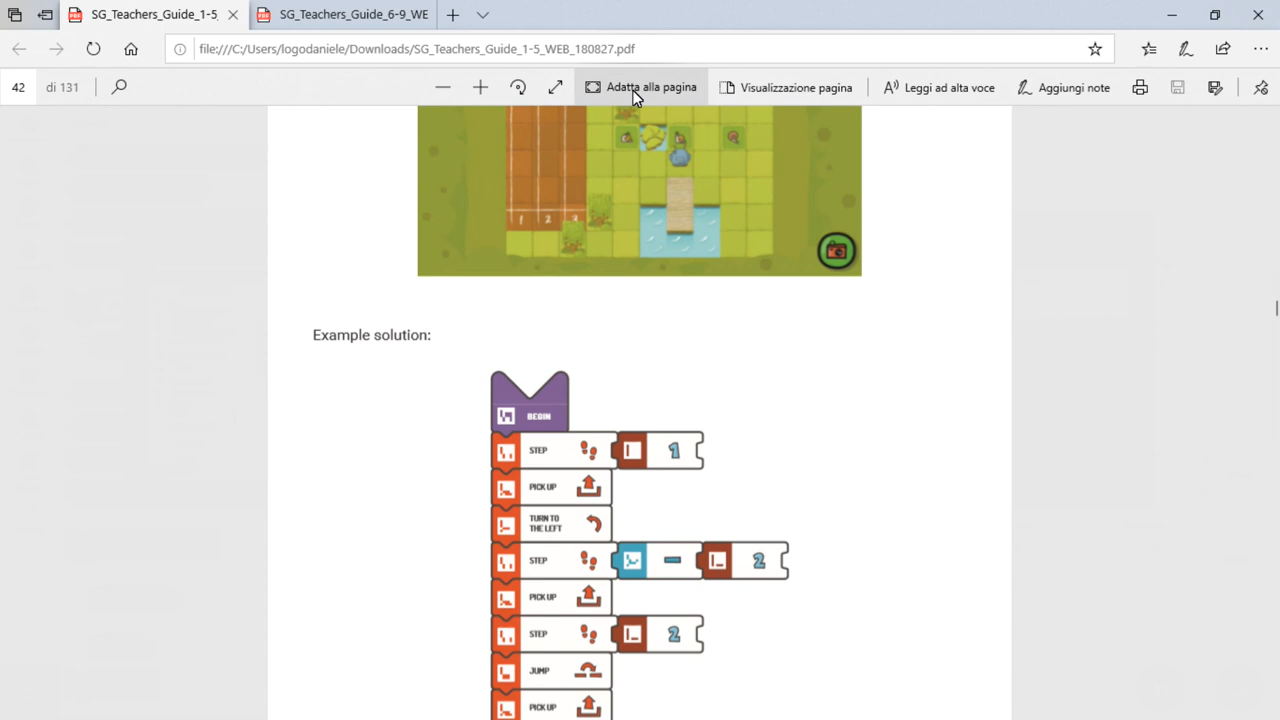 SG_Teachers_Guide_1-5_
SG_Teachers_Guide_6-9_WE
file:///C:/Users/logodaniele/Downloads/SG_Teachers_Guide_1-5_WEB_180827.pdf
42 di 131 Adatta alla pagina Visualizzazione pagina Leggi ad alta voce Aggiungi note
1 2 3
Example solution:
BEGIN
STEP 1
PICK UP
TURN TO
THE LEFT
STEP - 2
PICK UP
STEP 2
JUMP
PICK UP